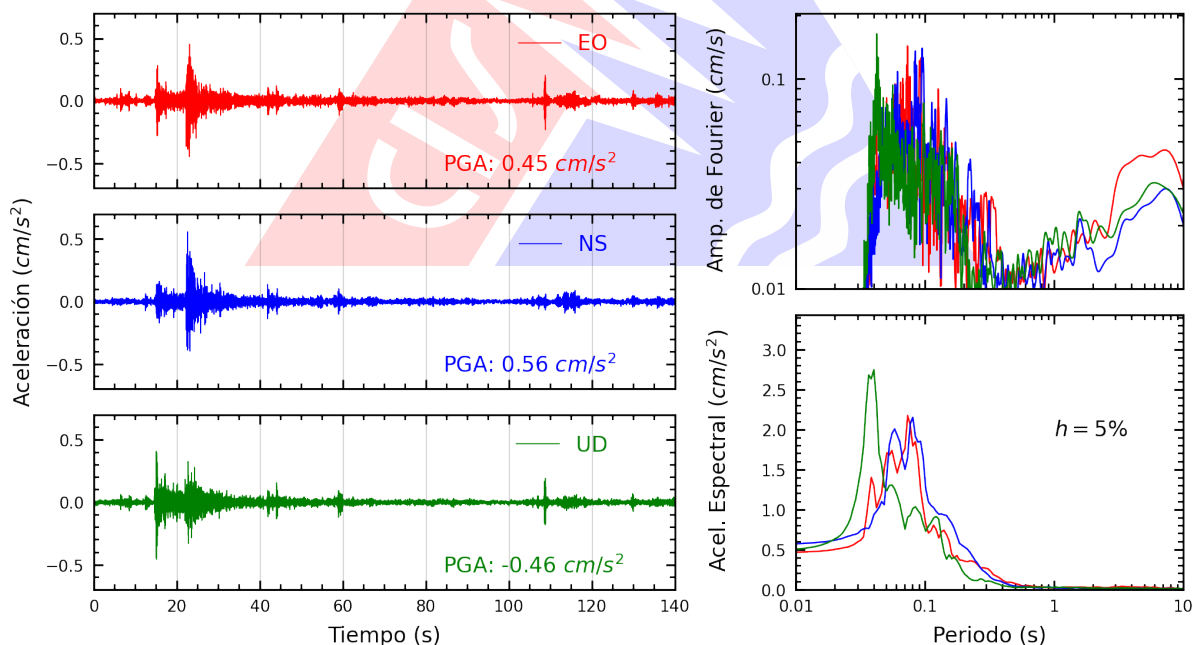 Aceleración (cm/s²)
0.5
0.0
−0.5
EO
PGA: 0.45 cm/s²
0.5
0.0
−0.5
NS
PGA: 0.56 cm/s²
0.5
0.0
−0.5
UD
PGA: -0.46 cm/s²
0 20 40 60 80 100 120 140
Tiempo (s)
Amp. de Fourier (cm/s)
0.1
0.01
Acel. Espectral (cm/s²)
3.0
2.5
2.0
1.5
1.0
0.5
0.0
h = 5%
0.01 0.1 1 10
Periodo (s)